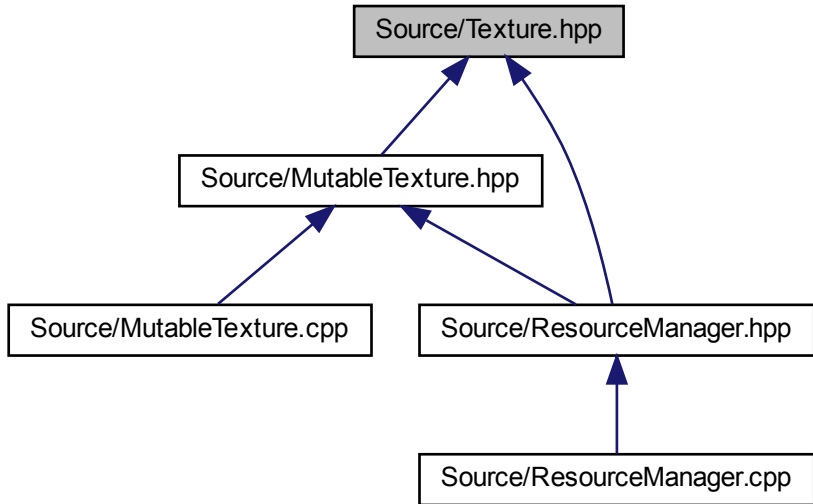 Source/Texture.hpp
Source/MutableTexture.hpp
Source/MutableTexture.cpp
Source/ResourceManager.hpp
Source/ResourceManager.cpp